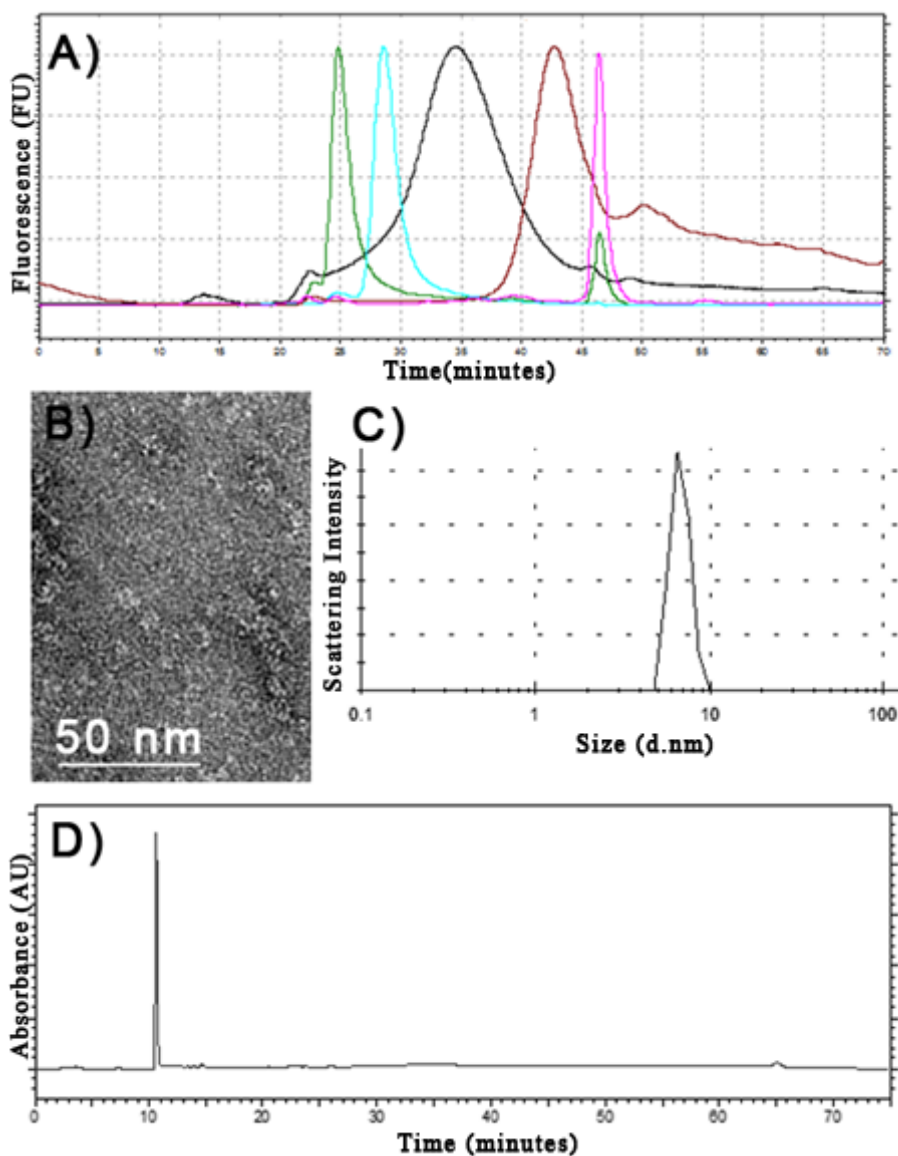 A)
Fluorescence (FU)
0 5 10 15 20 25 30 35 40 45 50 55 60 65 70
Time(minutes)
B)
50 nm
C)
Scattering Intensity
0.1 1 10 100
Size (d.nm)
D)
Absorbance (AU)
0 10 20 30 40 50 60 70
Time (minutes)